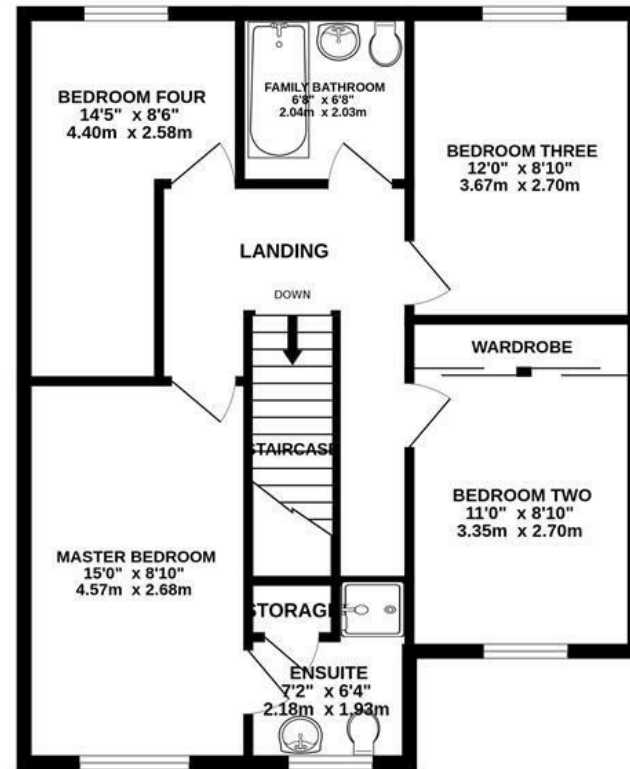 BEDROOM FOUR
14'5" x 8'6"
4.40m x 2.58m
FAMILY BATHROOM
6'8" x 6'8"
2.04m x 2.03m
BEDROOM THREE
12'0" x 8'10"
3.67m x 2.70m
LANDING
DOWN
WARDROBE
STAIRCASE
BEDROOM TWO
11'0" x 8'10"
3.35m x 2.70m
MASTER BEDROOM
15'0" x 8'10"
4.57m x 2.68m
STORAGE
ENSUITE
7'2" x 6'4"
2.18m x 1.93m